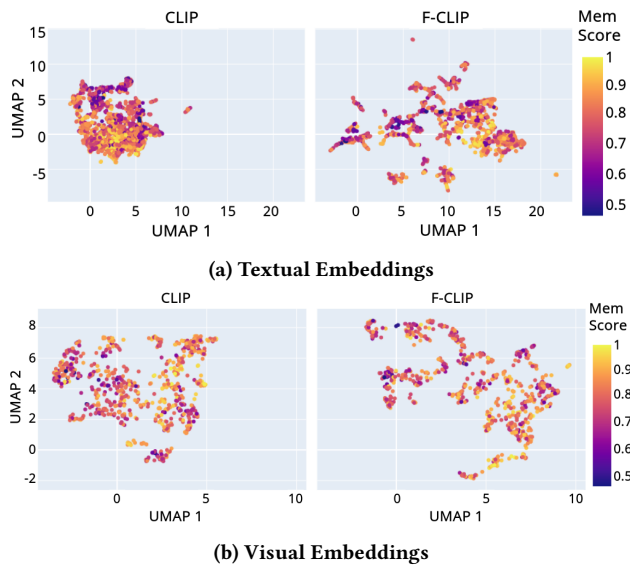 CLIP
F-CLIP
Mem
Score
15
10
5
0
-5
UMAP 2
0 5 10 15 20
0 5 10 15 20
UMAP 1
UMAP 1
1
0.9
0.8
0.7
0.6
0.5
(a) Textual Embeddings
CLIP
F-CLIP
Mem
Score
8
6
4
2
0
-2
UMAP 2
0 5 10
0 5 10
UMAP 1
UMAP 1
1
0.9
0.8
0.7
0.6
0.5
(b) Visual Embeddings